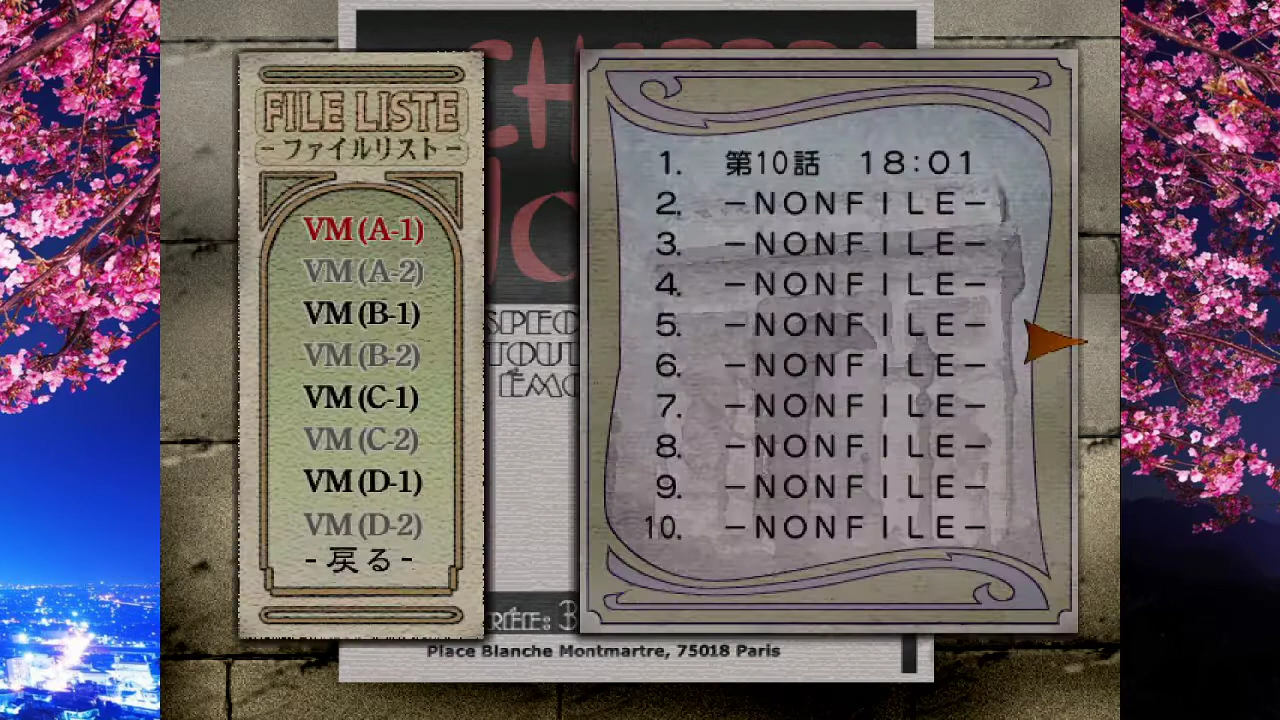 FILE LISTE
-ファイルリスト-
VM(A-1)
VM(A-2)
VM(B-1)
VM(B-2)
VM(C-1)
VM(C-2)
VM(D-1)
VM(D-2)
-戻る-
1. 第10話 18:01
2. -NONFILE-
3. -NONFILE-
4. -NONFILE-
5. -NONFILE-
6. -NONFILE-
7. -NONFILE-
8. -NONFILE-
9. -NONFILE-
10. -NONFILE-
Place Blanche Montmartre, 75018 Paris